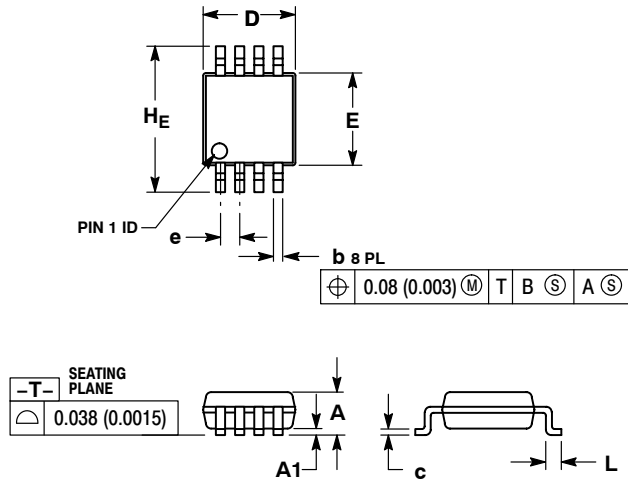 D
H_E
E
PIN 1 ID
e
b 8 PL
⌖ 0.08 (0.003) Ⓜ T B Ⓢ A Ⓢ
–T– SEATING PLANE
⌓ 0.038 (0.0015)
A
A1
c
L